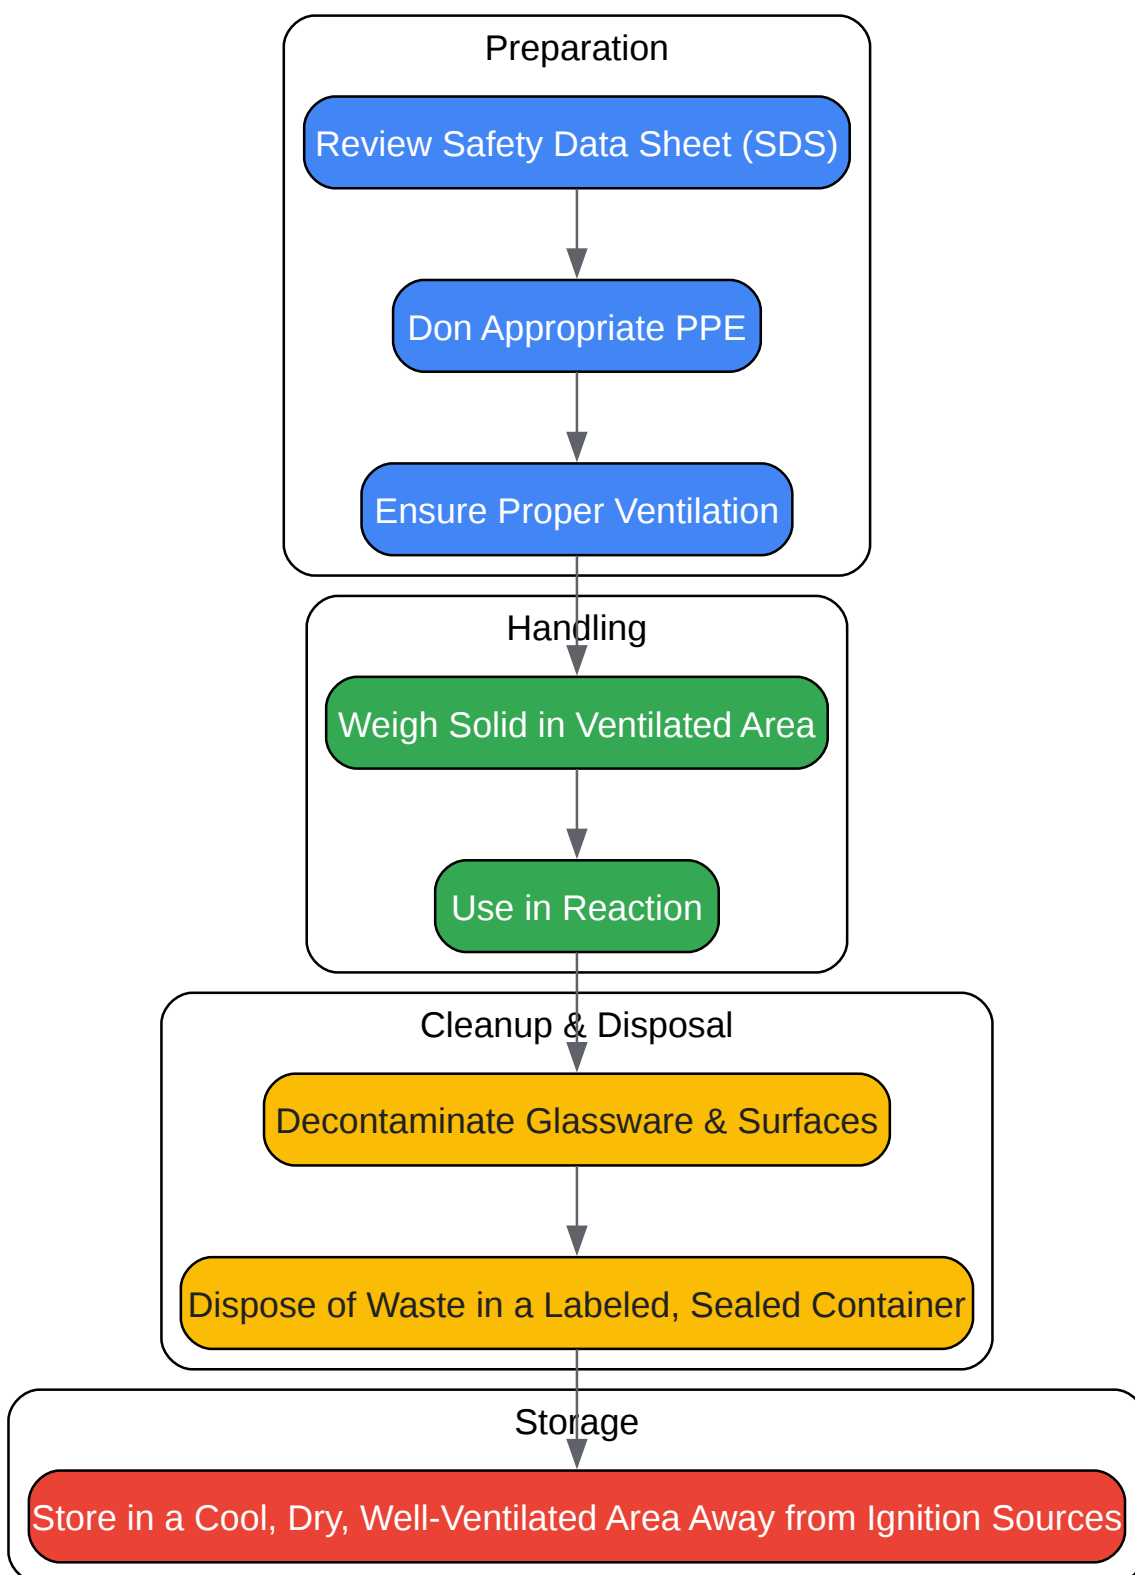 Preparation
Review Safety Data Sheet (SDS)
Don Appropriate PPE
Ensure Proper Ventilation
Handling
Weigh Solid in Ventilated Area
Use in Reaction
Cleanup & Disposal
Decontaminate Glassware & Surfaces
Dispose of Waste in a Labeled, Sealed Container
Storage
Store in a Cool, Dry, Well-Ventilated Area Away from Ignition Sources